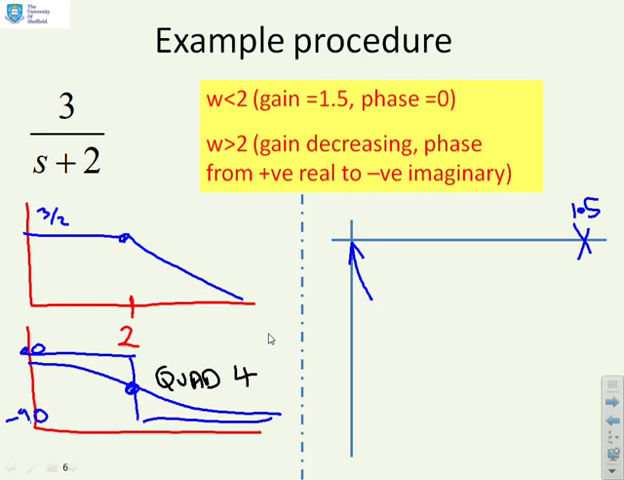 The
University
Of
Sheffield.
Example procedure
3
s + 2
w<2 (gain =1.5, phase =0)
w>2 (gain decreasing, phase
from +ve real to –ve imaginary)
3/2
1.5
2
QUAD 4
-90
6